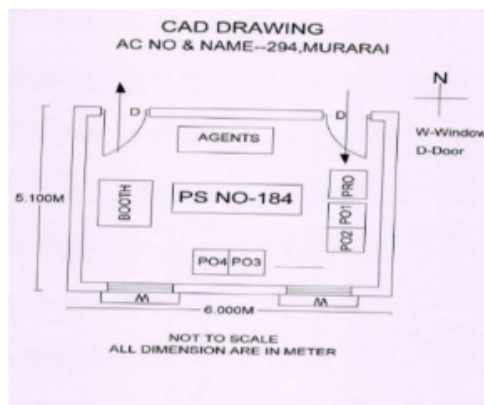 CAD DRAWING
AC NO & NAME--294,MURARAI
N
D
D
W-Window
D-Door
AGENTS
5.100M
BOOTH
PS NO-184
PRO
PO1
PO2
PO4 PO3
W
W
6.000M
NOT TO SCALE
ALL DIMENSION ARE IN METER